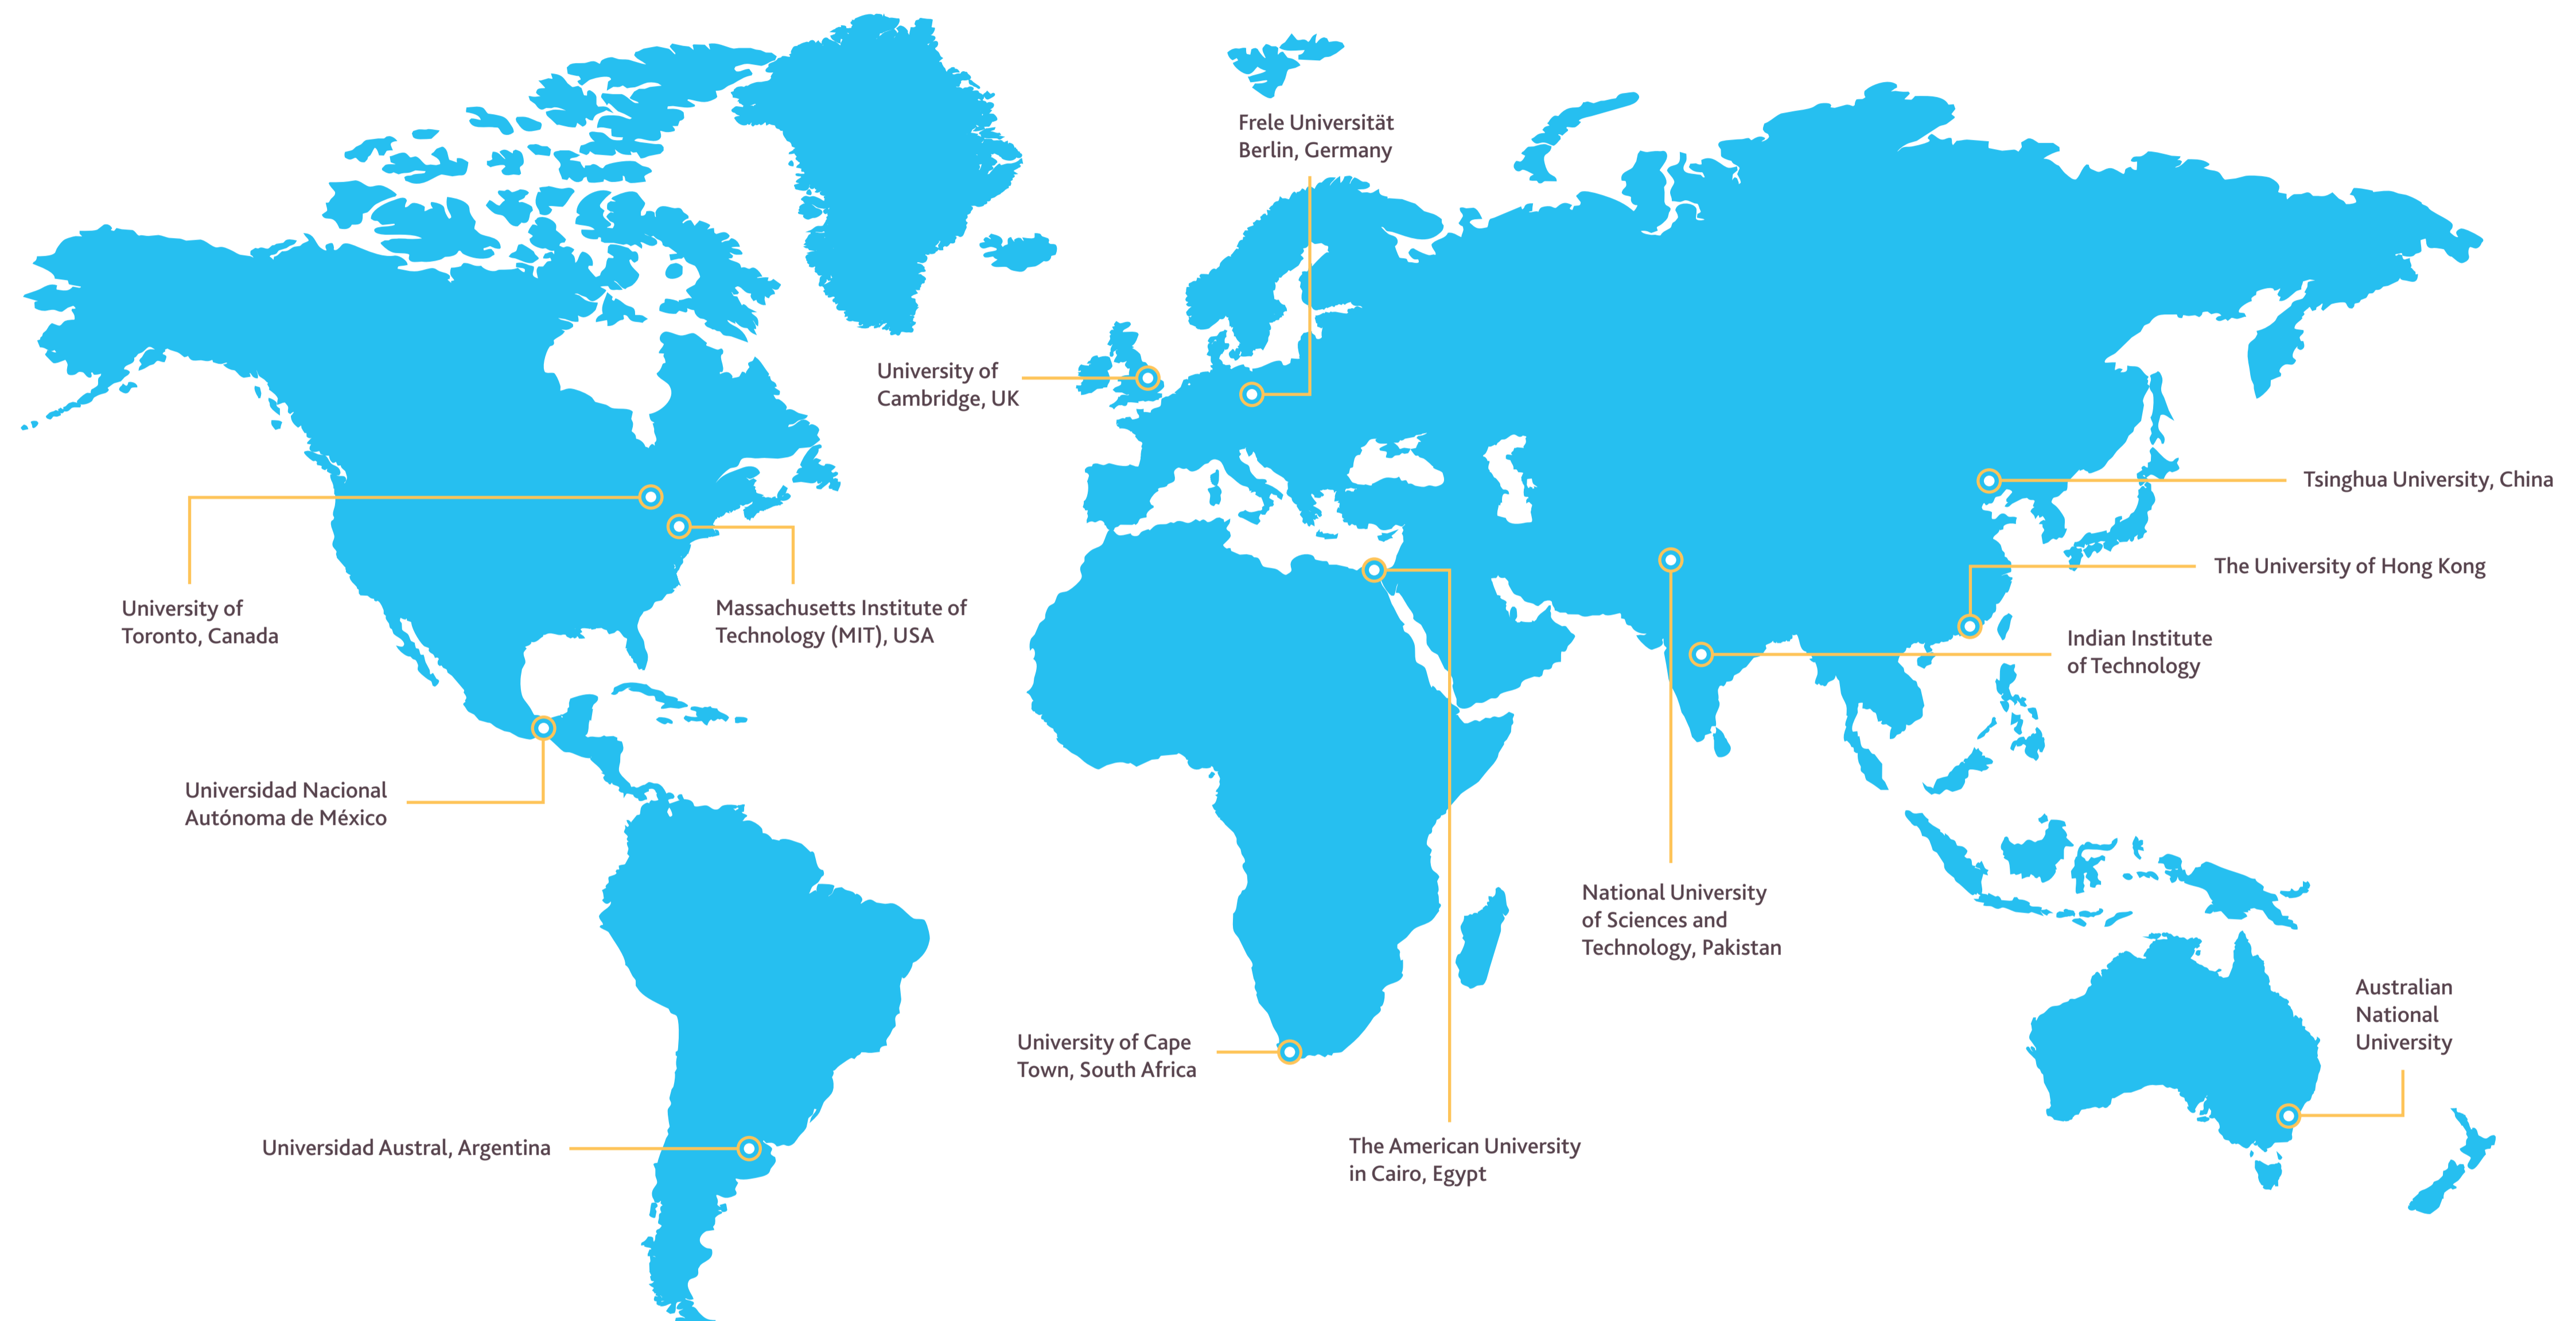 Frele Universität
Berlin, Germany
University of
Cambridge, UK
Tsinghua University, China
The University of Hong Kong
University of
Toronto, Canada
Massachusetts Institute of
Technology (MIT), USA
Indian Institute
of Technology
Universidad Nacional
Autónoma de México
National University
of Sciences and
Technology, Pakistan
Australian
National
University
University of Cape
Town, South Africa
Universidad Austral, Argentina
The American University
in Cairo, Egypt